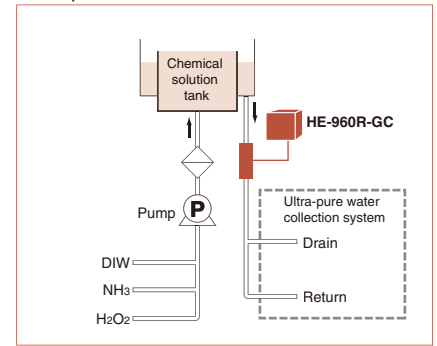 Chemical
solution
tank
HE-960R-GC
Pump
P
Ultra-pure water
collection system
Drain
DIW
NH3
Return
H2O2